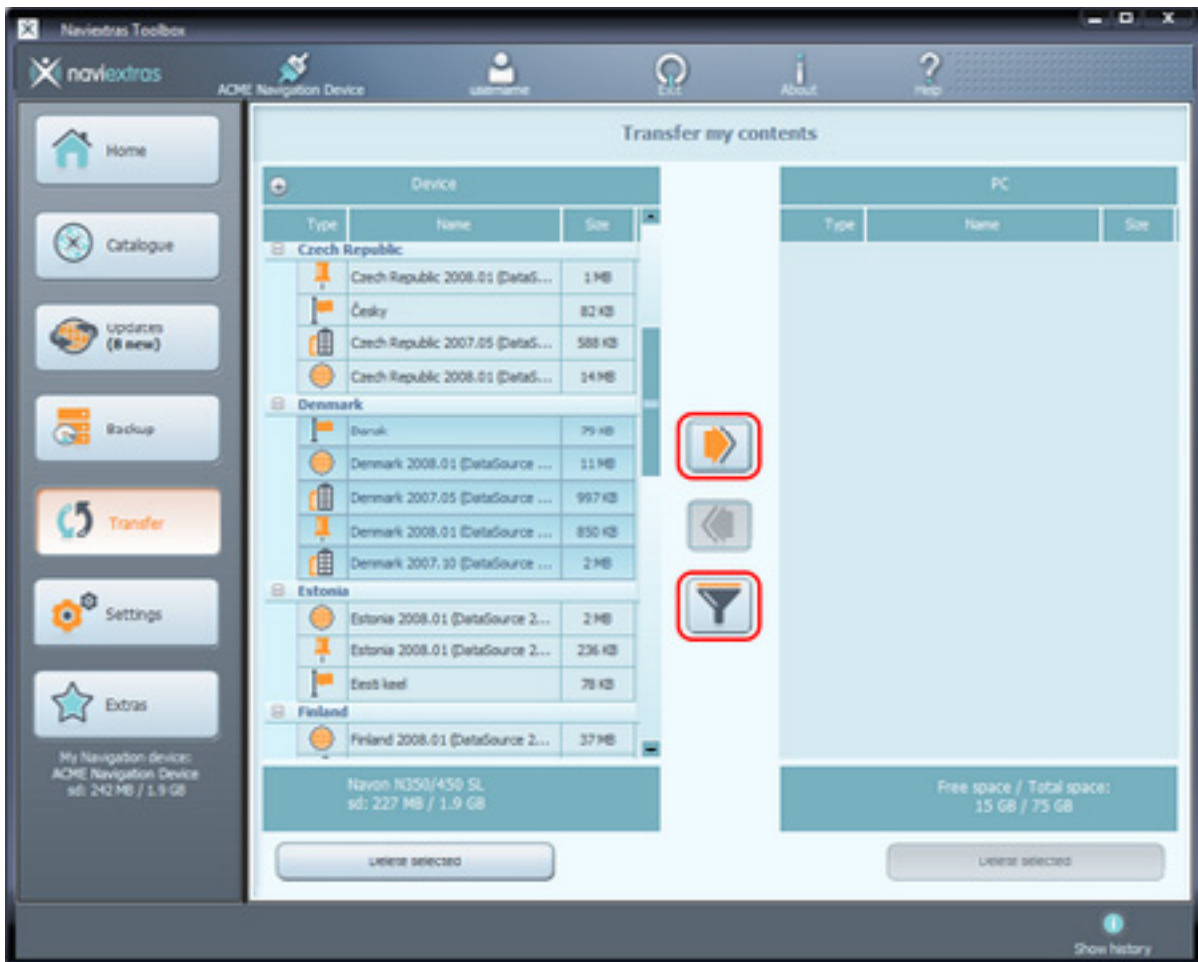 Naviextras Toolbox
naviextras
ACME Navigation Device
username
Exit
About
Help
Home
Catalogue
Updates
(8 new)
Backup
Transfer
Settings
Extras
My Navigation device:
ACME Navigation Device
sd: 242 MB / 1.9 GB
Transfer my contents
Device
Type Name Size
Czech Republic
Czech Republic 2008.01 (DataS... 1 MB
Česky 82 KB
Czech Republic 2007.05 (DataS... 588 KB
Czech Republic 2008.01 (DataS... 14 MB
Denmark
Dansk 79 KB
Denmark 2008.01 (DataSource ... 11 MB
Denmark 2007.05 (DataSource ... 997 KB
Denmark 2008.01 (DataSource ... 850 KB
Denmark 2007.10 (DataSource ... 2 MB
Estonia
Estonia 2008.01 (DataSource 2... 2 MB
Estonia 2008.01 (DataSource 2... 236 KB
Eesti keel 78 KB
Finland
Finland 2008.01 (DataSource 2... 37 MB
Navon N350/450 SL
sd: 227 MB / 1.9 GB
Delete selected
PC
Type Name Size
Free space / Total space:
15 GB / 75 GB
Delete selected
Show history